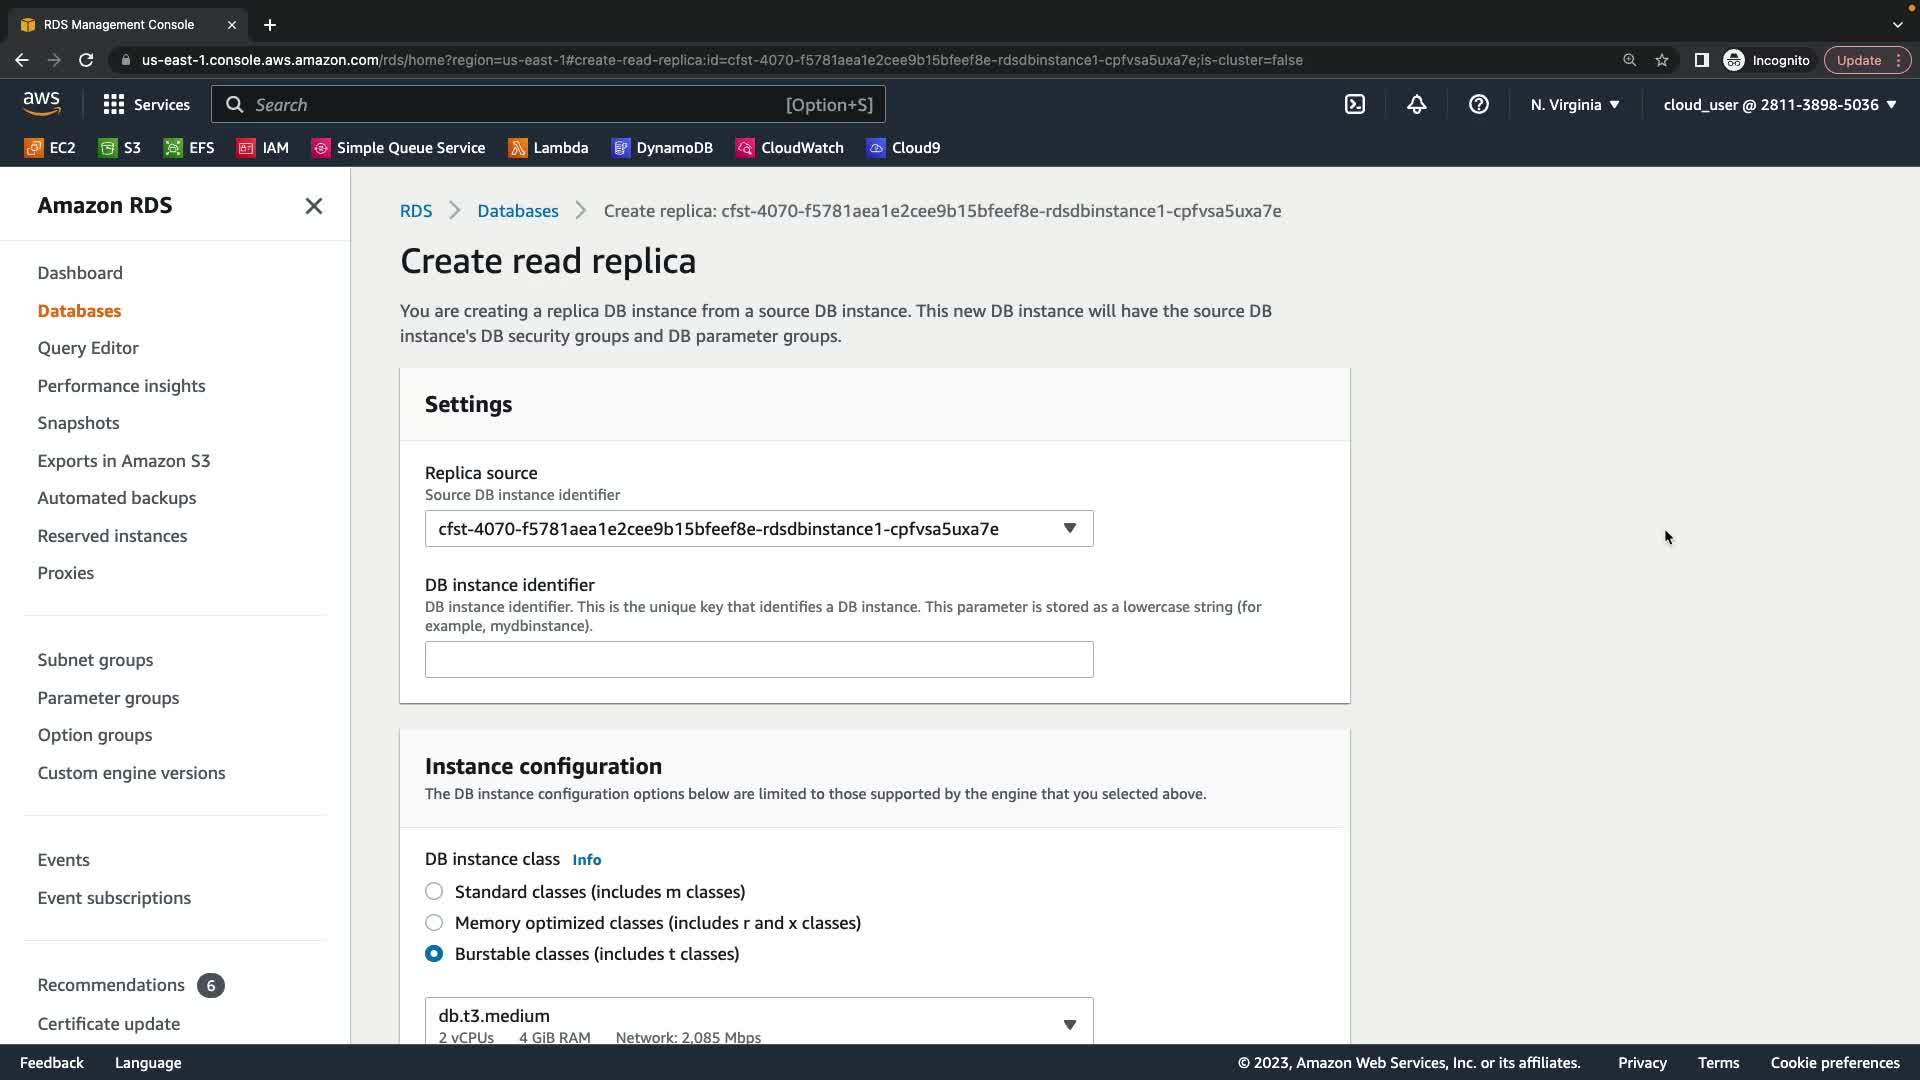 RDS Management Console
us-east-1.console.aws.amazon.com/rds/home?region=us-east-1#create-read-replica:id=cfst-4070-f5781aea1e2cee9b15bfeef8e-rdsdbinstance1-cpfvsa5uxa7e;is-cluster=false
Incognito
Update
aws
Services
Search
[Option+S]
N. Virginia
cloud_user @ 2811-3898-5036
EC2
S3
EFS
IAM
Simple Queue Service
Lambda
DynamoDB
CloudWatch
Cloud9
Amazon RDS
Dashboard
Databases
Query Editor
Performance insights
Snapshots
Exports in Amazon S3
Automated backups
Reserved instances
Proxies
Subnet groups
Parameter groups
Option groups
Custom engine versions
Events
Event subscriptions
Recommendations 6
Certificate update
RDS
Databases
Create replica: cfst-4070-f5781aea1e2cee9b15bfeef8e-rdsdbinstance1-cpfvsa5uxa7e
Create read replica
You are creating a replica DB instance from a source DB instance. This new DB instance will have the source DB
instance's DB security groups and DB parameter groups.
Settings
Replica source
Source DB instance identifier
cfst-4070-f5781aea1e2cee9b15bfeef8e-rdsdbinstance1-cpfvsa5uxa7e
DB instance identifier
DB instance identifier. This is the unique key that identifies a DB instance. This parameter is stored as a lowercase string (for
example, mydbinstance).
Instance configuration
The DB instance configuration options below are limited to those supported by the engine that you selected above.
DB instance class Info
Standard classes (includes m classes)
Memory optimized classes (includes r and x classes)
Burstable classes (includes t classes)
db.t3.medium
2 vCPUs 4 GiB RAM Network: 2,085 Mbps
Feedback
Language
© 2023, Amazon Web Services, Inc. or its affiliates.
Privacy
Terms
Cookie preferences